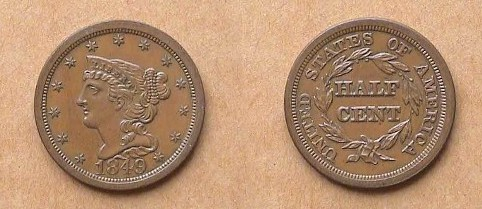 1849
UNITED STATES OF AMERICA
HALF
CENT